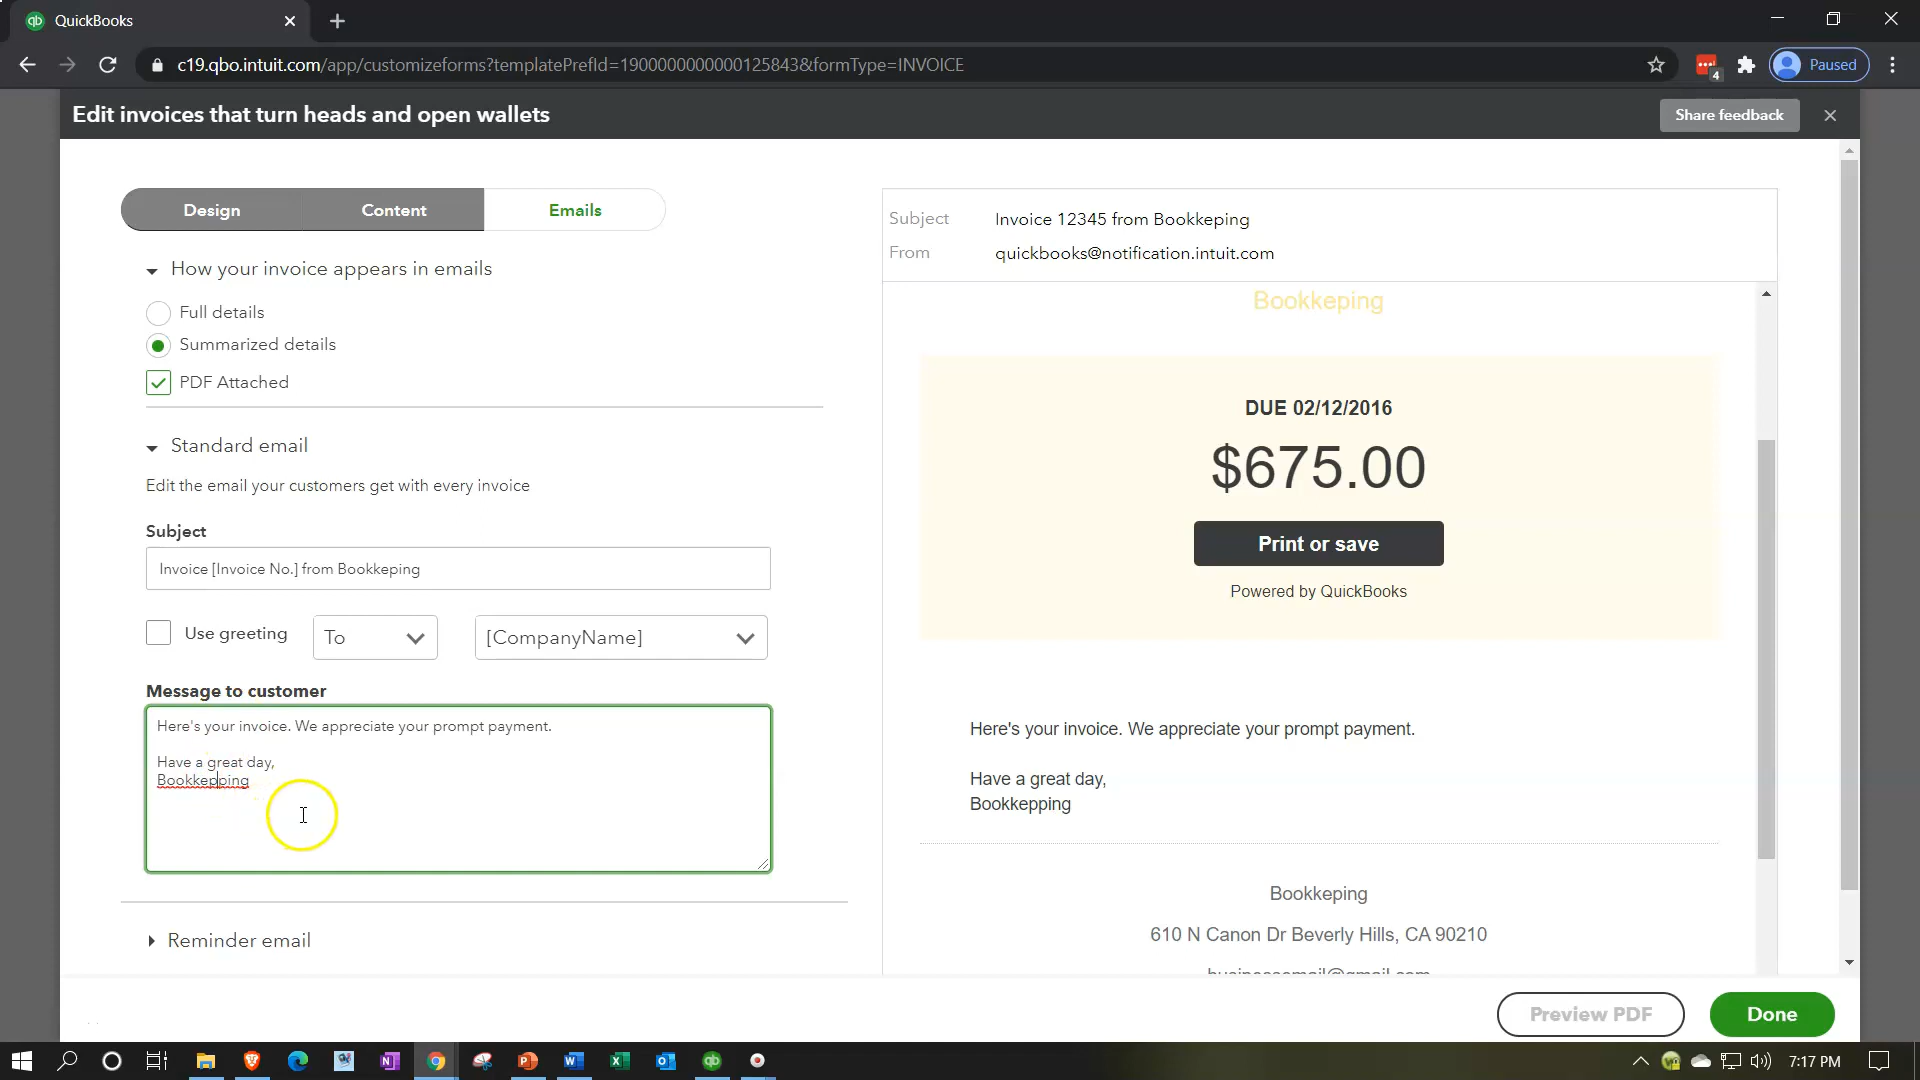 QuickBooks
c19.qbo.intuit.com/app/customizeforms?templatePrefId=1900000000000125843&formType=INVOICE
4
Paused
Edit invoices that turn heads and open wallets
Share feedback
Design
Content
Emails
How your invoice appears in emails
Full details
Summarized details
PDF Attached
Standard email
Edit the email your customers get with every invoice
Subject
Invoice [Invoice No.] from Bookkeping
Use greeting
To
[CompanyName]
Message to customer
Here's your invoice. We appreciate your prompt payment.
Have a great day,
Bookkepping
Reminder email
Subject Invoice 12345 from Bookkeping
From quickbooks@notification.intuit.com
Bookkeping
DUE 02/12/2016
$675.00
Print or save
Powered by QuickBooks
Here's your invoice. We appreciate your prompt payment.
Have a great day,
Bookkepping
Bookkeping
610 N Canon Dr Beverly Hills, CA 90210
Preview PDF
Done
7:17 PM